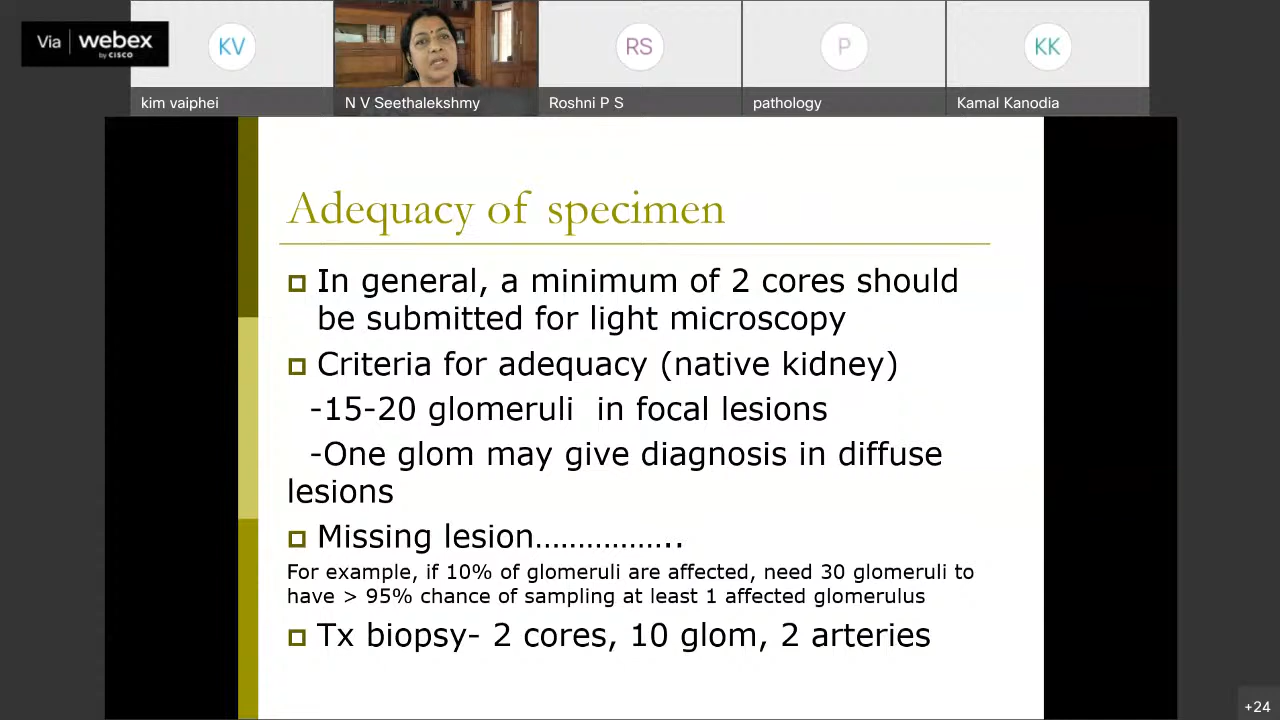 Via webex
by CISCO
KV
RS
P
KK
kim vaiphei
N V Seethalekshmy
Roshni P S
pathology
Kamal Kanodia
Adequacy of specimen
In general, a minimum of 2 cores should
be submitted for light microscopy
Criteria for adequacy (native kidney)
-15-20 glomeruli in focal lesions
-One glom may give diagnosis in diffuse
lesions
Missing lesion……………..
For example, if 10% of glomeruli are affected, need 30 glomeruli to
have > 95% chance of sampling at least 1 affected glomerulus
Tx biopsy- 2 cores, 10 glom, 2 arteries
+24